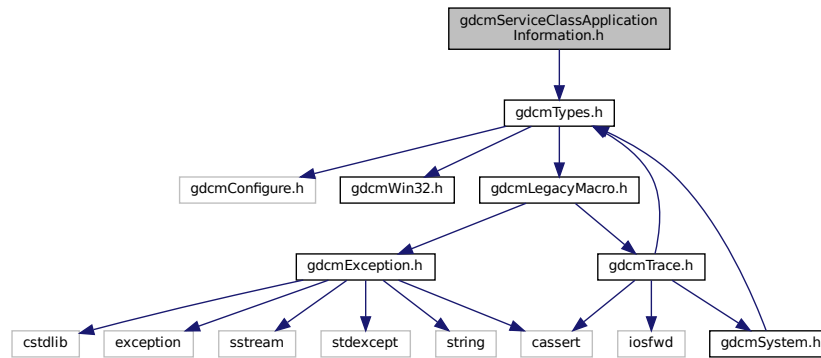 gdcmServiceClassApplication
Information.h
gdcmTypes.h
gdcmConfigure.h
gdcmWin32.h
gdcmLegacyMacro.h
gdcmException.h
gdcmTrace.h
cstdlib
exception
sstream
stdexcept
string
cassert
iosfwd
gdcmSystem.h